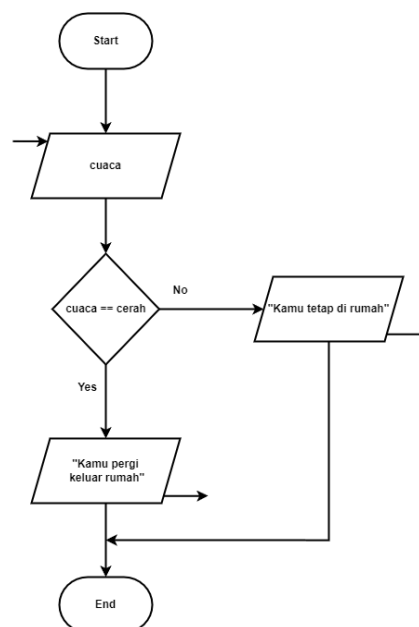 Start
cuaca
cuaca == cerah
No
"Kamu tetap di rumah"
Yes
"Kamu pergi
keluar rumah"
End